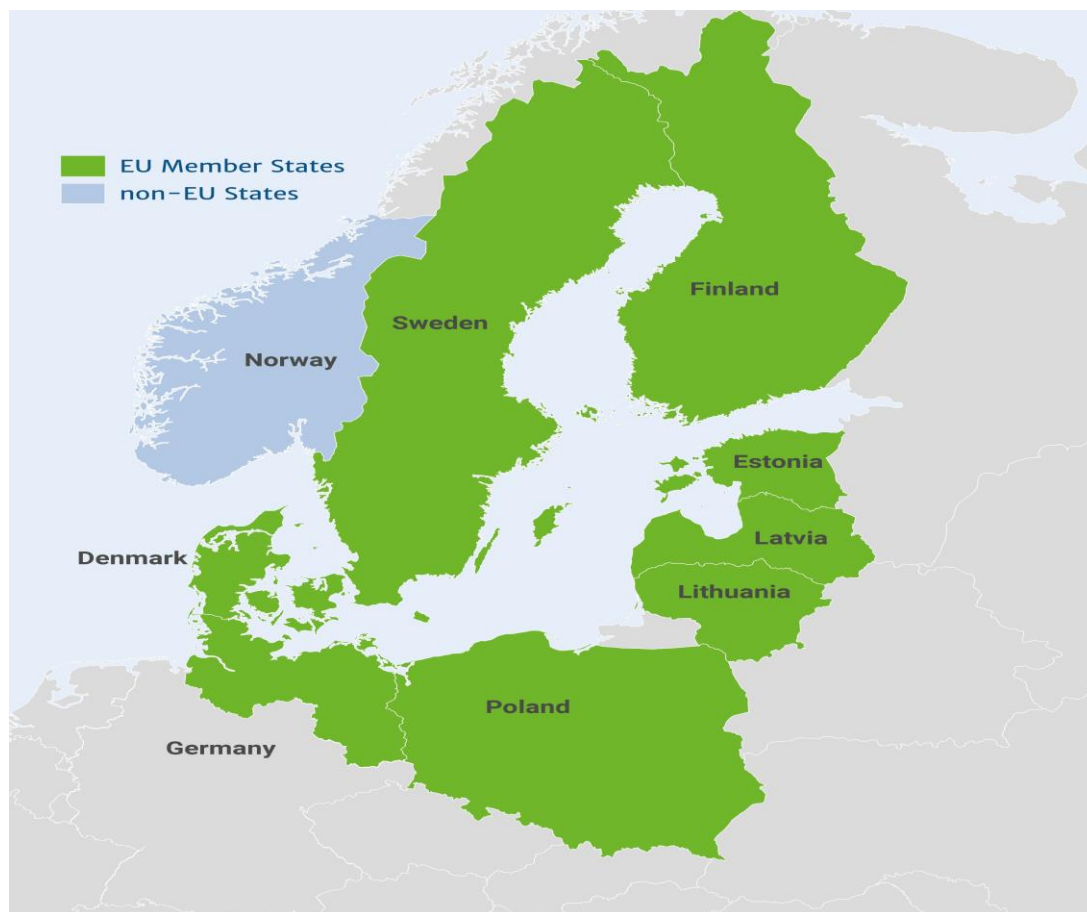 EU Member States
non-EU States
Finland
Sweden
Norway
Estonia
Latvia
Denmark
Lithuania
Poland
Germany